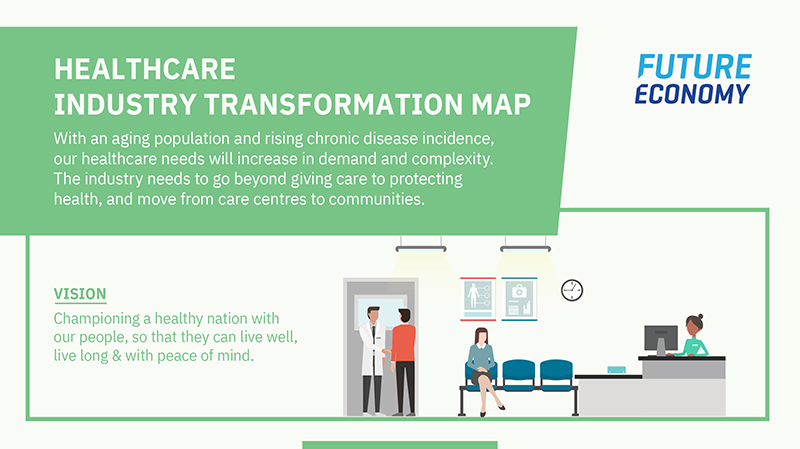 HEALTHCARE
INDUSTRY TRANSFORMATION MAP
With an aging population and rising chronic disease incidence,
our healthcare needs will increase in demand and complexity.
The industry needs to go beyond giving care to protecting
health, and move from care centres to communities.
FUTURE
ECONOMY
VISION
Championing a healthy nation with
our people, so that they can live well,
live long & with peace of mind.